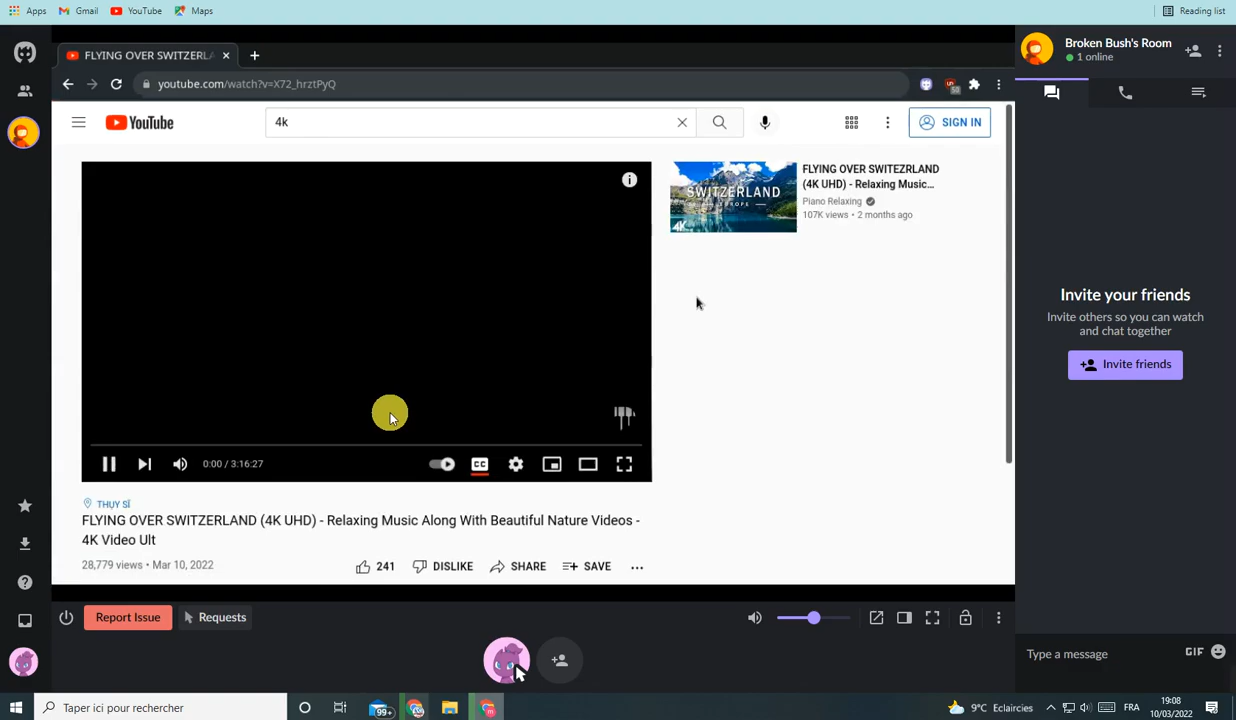 Apps Gmail YouTube Maps Reading list
FLYING OVER SWITZERLA
youtube.com/watch?v=X72_hrztPyQ
Broken Bush's Room
1 online
YouTube 4k SIGN IN
SWITZERLAND
EUROPE
4K
FLYING OVER SWITEZRLAND
(4K UHD) - Relaxing Music...
Piano Relaxing
107K views • 2 months ago
Invite your friends
Invite others so you can watch
and chat together
Invite friends
0:00 / 3:16:27 CC
THỤY SĨ
FLYING OVER SWITZERLAND (4K UHD) - Relaxing Music Along With Beautiful Nature Videos -
4K Video Ult
28,779 views • Mar 10, 2022 241 DISLIKE SHARE SAVE
Report Issue Requests
Type a message GIF
Taper ici pour rechercher 99+ 9°C Eclaircies FRA 19:08
10/03/2022